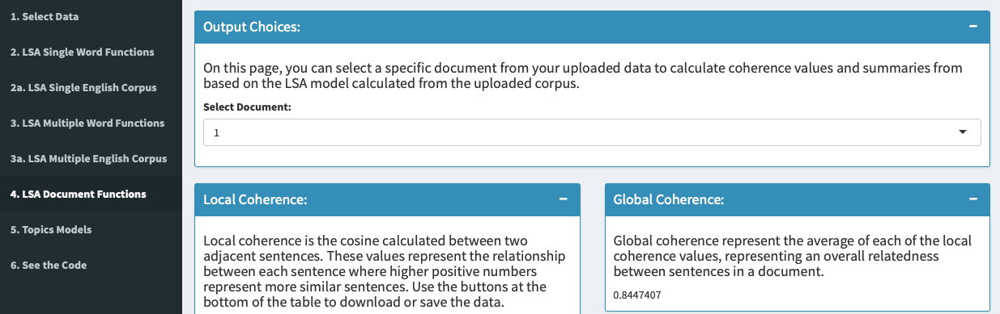 1. Select Data
2. LSA Single Word Functions
2a. LSA Single English Corpus
3. LSA Multiple Word Functions
3a. LSA Multiple English Corpus
4. LSA Document Functions
5. Topics Models
6. See the Code
Output Choices:
On this page, you can select a specific document from your uploaded data to calculate coherence values and summaries from
based on the LSA model calculated from the uploaded corpus.
Select Document:
1
Local Coherence:
Local coherence is the cosine calculated between two
adjacent sentences. These values represent the relationship
between each sentence where higher positive numbers
represent more similar sentences. Use the buttons at the
bottom of the table to download or save the data.
Global Coherence:
Global coherence represent the average of each of the local
coherence values, representing an overall relatedness
between sentences in a document.
0.8447407